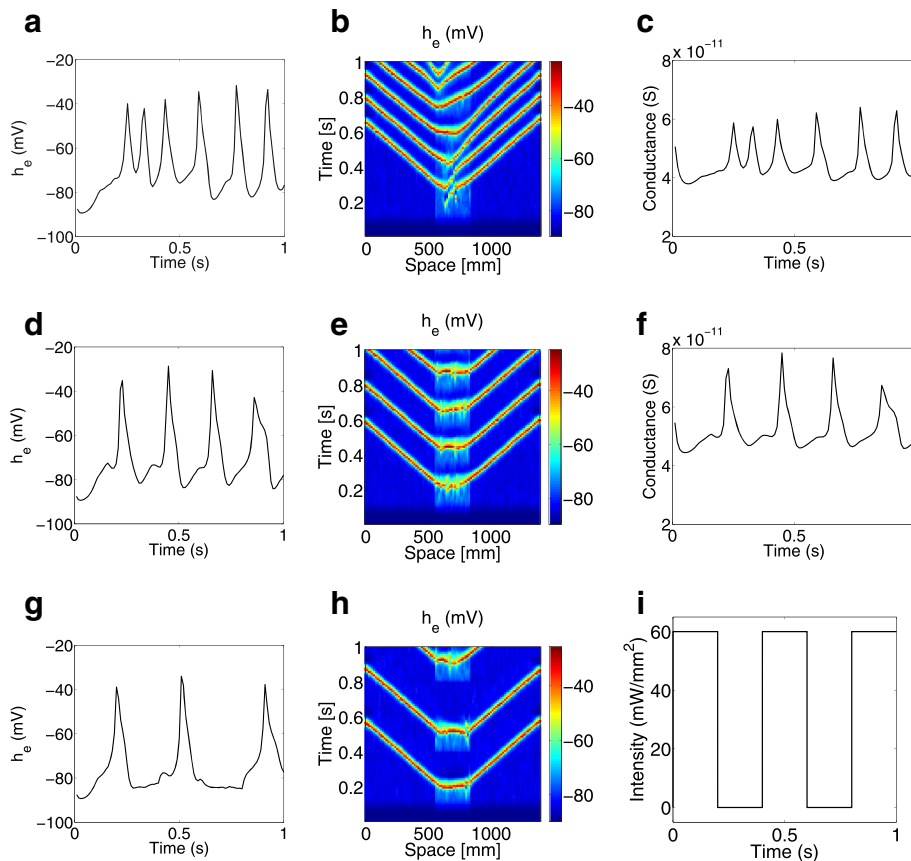 a
b
c
h_e (mV)
x 10^−11
−20
−40
−60
−80
−100
h_e (mV)
0
0.5
1
Time (s)
1
0.8
0.6
0.4
0.2
Time [s]
0
500
1000
Space [mm]
−40
−60
−80
8
6
4
2
Conductance (S)
0
0.5
Time (s)
d
e
f
h_e (mV)
x 10^−11
−20
−40
−60
−80
−100
h_e (mV)
0
0.5
1
Time (s)
1
0.8
0.6
0.4
0.2
Time [s]
0
500
1000
Space [mm]
−40
−60
−80
8
6
4
2
Conductance (S)
0
0.5
Time (s)
g
h
i
h_e (mV)
−20
−40
−60
−80
−100
h_e (mV)
0
0.5
1
Time (s)
1
0.8
0.6
0.4
0.2
Time [s]
0
500
1000
Space [mm]
−40
−60
−80
60
40
20
0
Intensity (mW/mm²)
0
0.5
1
Time (s)